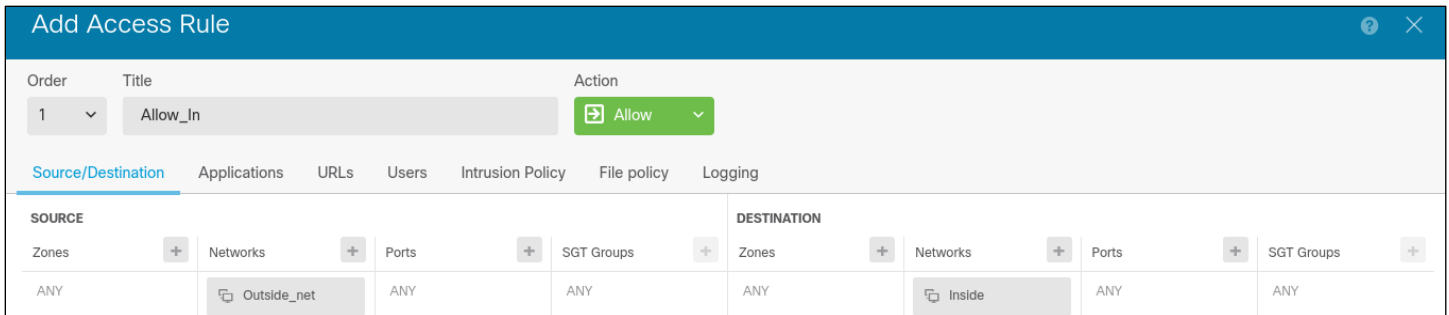 Add Access Rule
Order Title Action
1 Allow_In Allow
Source/Destination Applications URLs Users Intrusion Policy File policy Logging
SOURCE DESTINATION
Zones + Networks + Ports + SGT Groups + Zones + Networks + Ports + SGT Groups +
ANY Outside_net ANY ANY ANY Inside ANY ANY